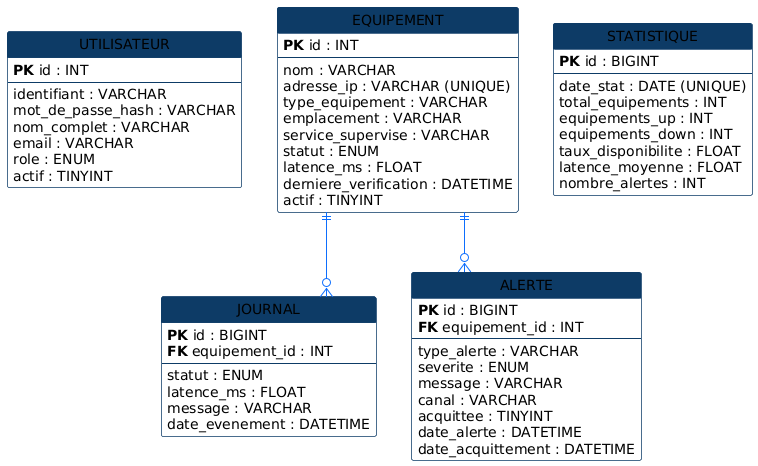 UTILISATEUR
PK id : INT
identifiant : VARCHAR
mot_de_passe_hash : VARCHAR
nom_complet : VARCHAR
email : VARCHAR
role : ENUM
actif : TINYINT
EQUIPEMENT
PK id : INT
nom : VARCHAR
adresse_ip : VARCHAR (UNIQUE)
type_equipement : VARCHAR
emplacement : VARCHAR
service_supervise : VARCHAR
statut : ENUM
latence_ms : FLOAT
derniere_verification : DATETIME
actif : TINYINT
STATISTIQUE
PK id : BIGINT
date_stat : DATE (UNIQUE)
total_equipements : INT
equipements_up : INT
equipements_down : INT
taux_disponibilite : FLOAT
latence_moyenne : FLOAT
nombre_alertes : INT
JOURNAL
PK id : BIGINT
FK equipement_id : INT
statut : ENUM
latence_ms : FLOAT
message : VARCHAR
date_evenement : DATETIME
ALERTE
PK id : BIGINT
FK equipement_id : INT
type_alerte : VARCHAR
severite : ENUM
message : VARCHAR
canal : VARCHAR
acquittee : TINYINT
date_alerte : DATETIME
date_acquittement : DATETIME